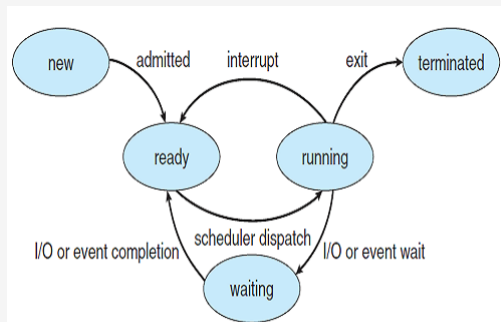 new
admitted
interrupt
exit
terminated
ready
running
scheduler dispatch
I/O or event completion
I/O or event wait
waiting